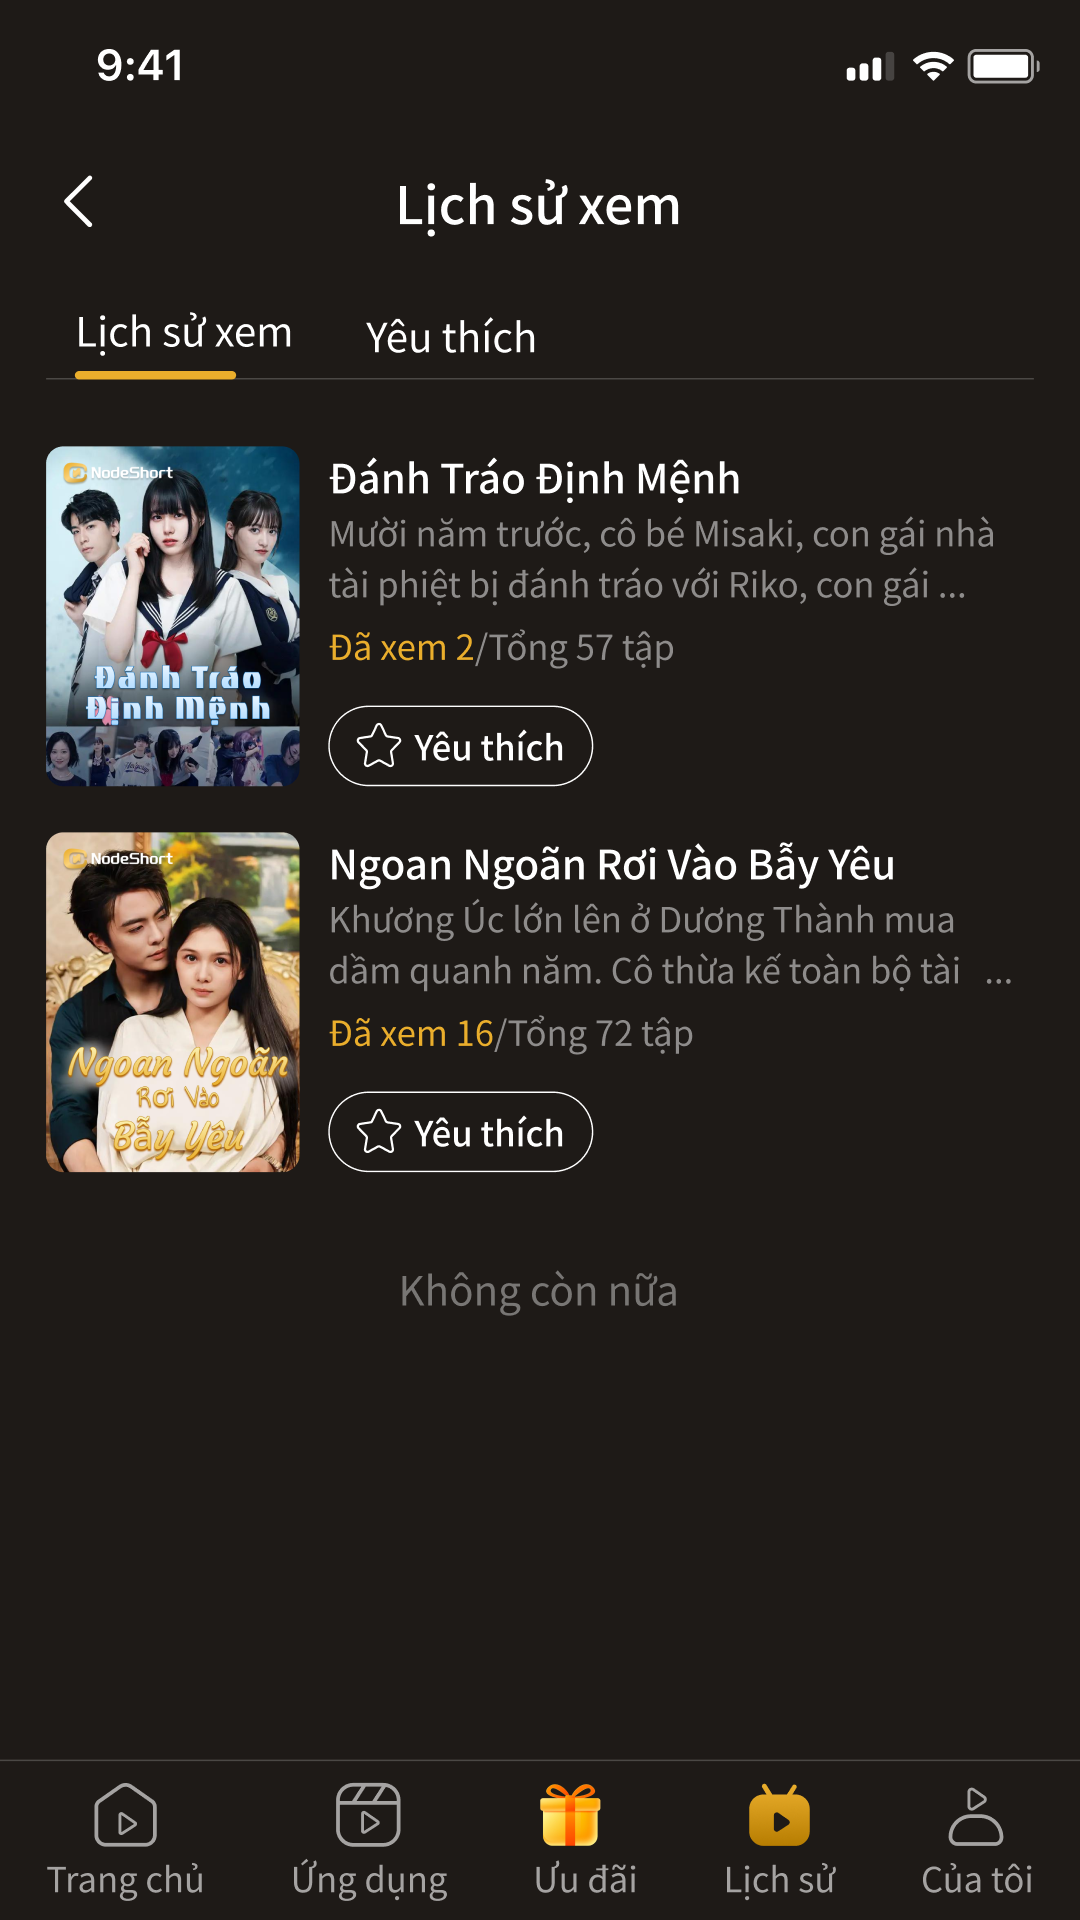 9:41
Lịch sử xem
Lịch sử xem
Yêu thích
NodeShort
Đánh Tráo
Định Mệnh
Đánh Tráo Định Mệnh
Mười năm trước, cô bé Misaki, con gái nhà
tài phiệt bị đánh tráo với Riko, con gái ...
Đã xem 2/Tổng 57 tập
Yêu thích
NodeShort
Ngoan Ngoãn
Rơi Vào
Bẫy Yêu
Ngoan Ngoãn Rơi Vào Bẫy Yêu
Khương Úc lớn lên ở Dương Thành mua
dầm quanh năm. Cô thừa kế toàn bộ tài ...
Đã xem 16/Tổng 72 tập
Yêu thích
Không còn nữa
Trang chủ
Ứng dụng
Ưu đãi
Lịch sử
Của tôi